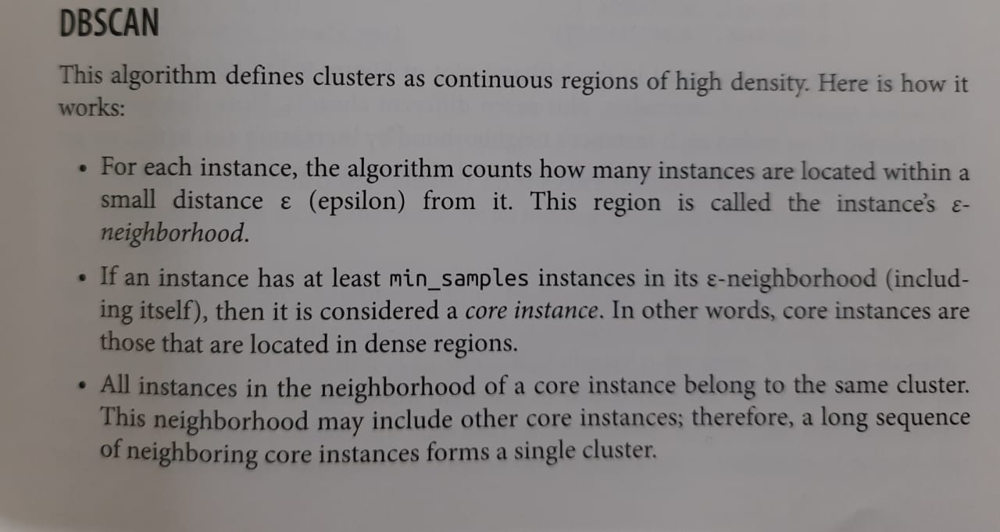 DBSCAN
This algorithm defines clusters as continuous regions of high density. Here is how it
works:
• For each instance, the algorithm counts how many instances are located within a
small distance ε (epsilon) from it. This region is called the instance's ε-
neighborhood.
• If an instance has at least min_samples instances in its ε-neighborhood (includ-
ing itself), then it is considered a core instance. In other words, core instances are
those that are located in dense regions.
• All instances in the neighborhood of a core instance belong to the same cluster.
This neighborhood may include other core instances; therefore, a long sequence
of neighboring core instances forms a single cluster.